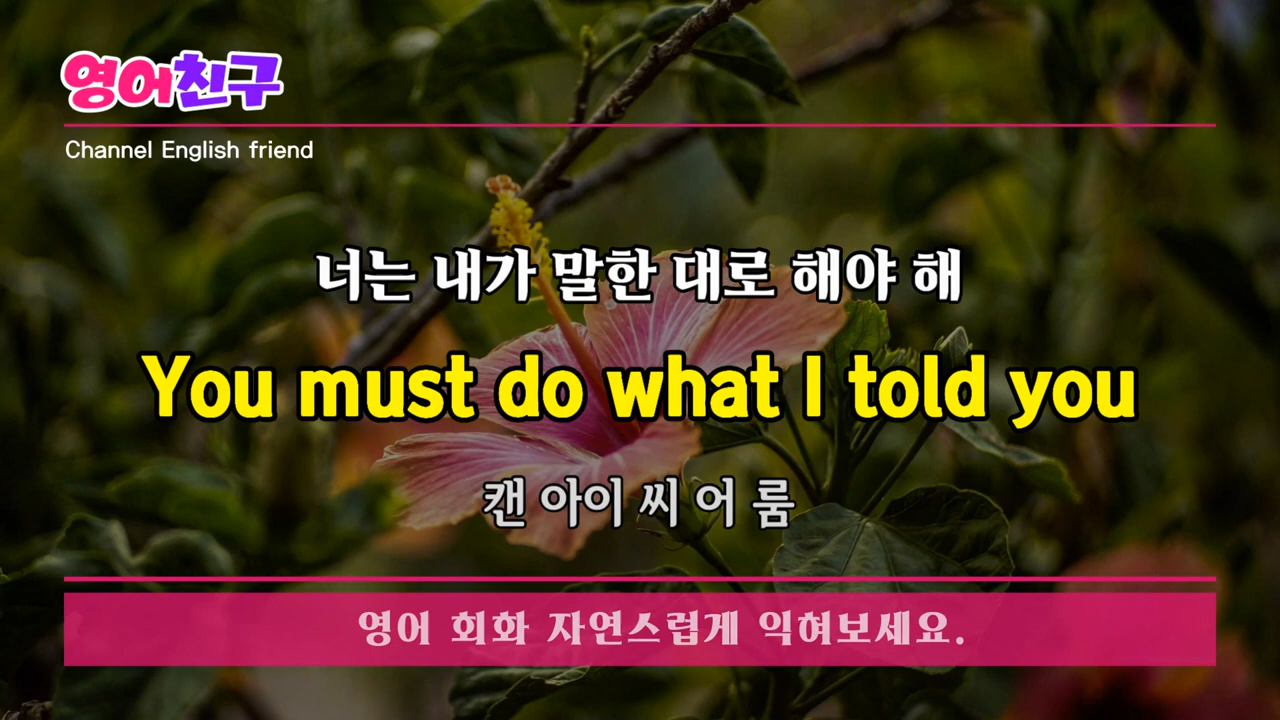 영어친구
Channel English friend
너는 내가 말한 대로 해야 해
You must do what I told you
캔 아이 씨 어 룸
영어 회화 자연스럽게 익혀보세요.